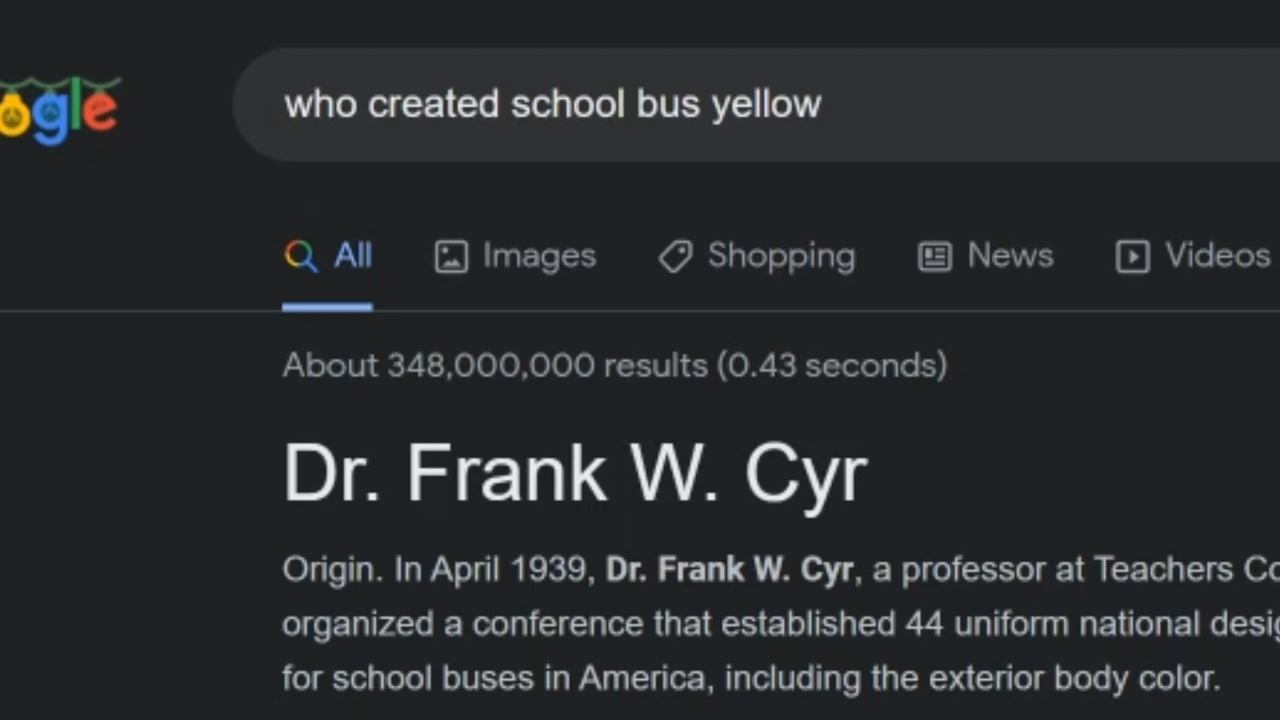 ogle
who created school bus yellow
All Images Shopping News Videos
About 348,000,000 results (0.43 seconds)
Dr. Frank W. Cyr
Origin. In April 1939, Dr. Frank W. Cyr, a professor at Teachers Co
organized a conference that established 44 uniform national desig
for school buses in America, including the exterior body color.